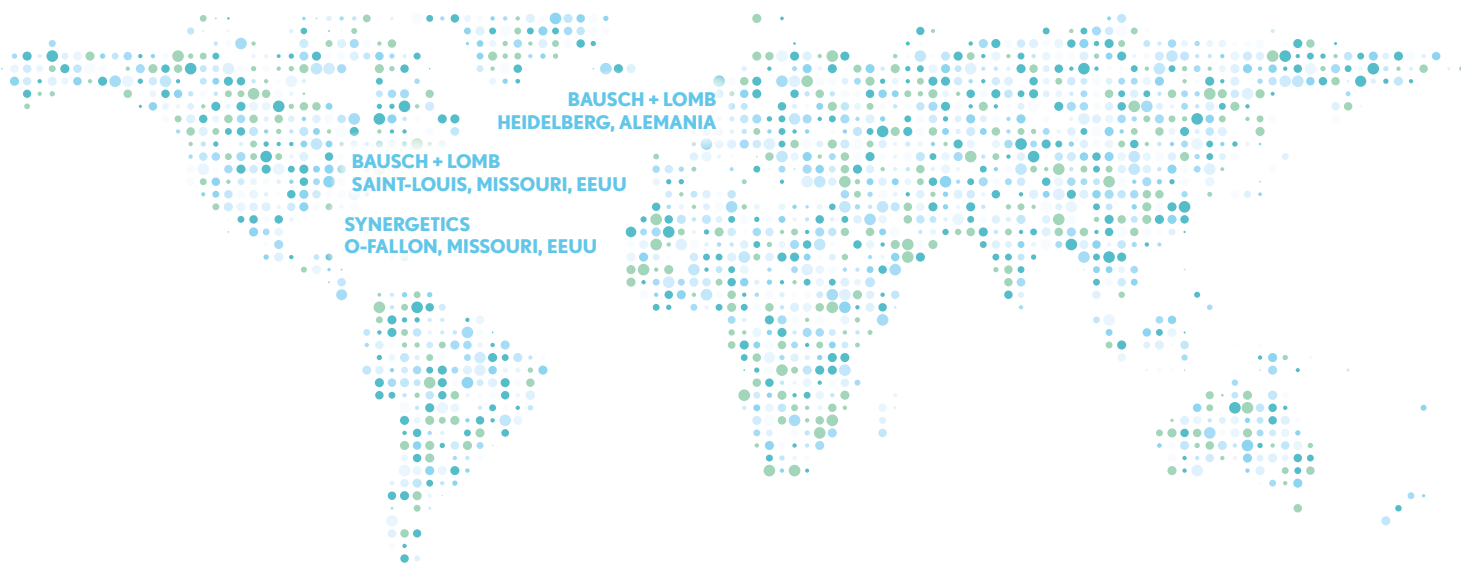 BAUSCH + LOMB
HEIDELBERG, ALEMANIA
BAUSCH + LOMB
SAINT-LOUIS, MISSOURI, EEUU
SYNERGETICS
O-FALLON, MISSOURI, EEUU